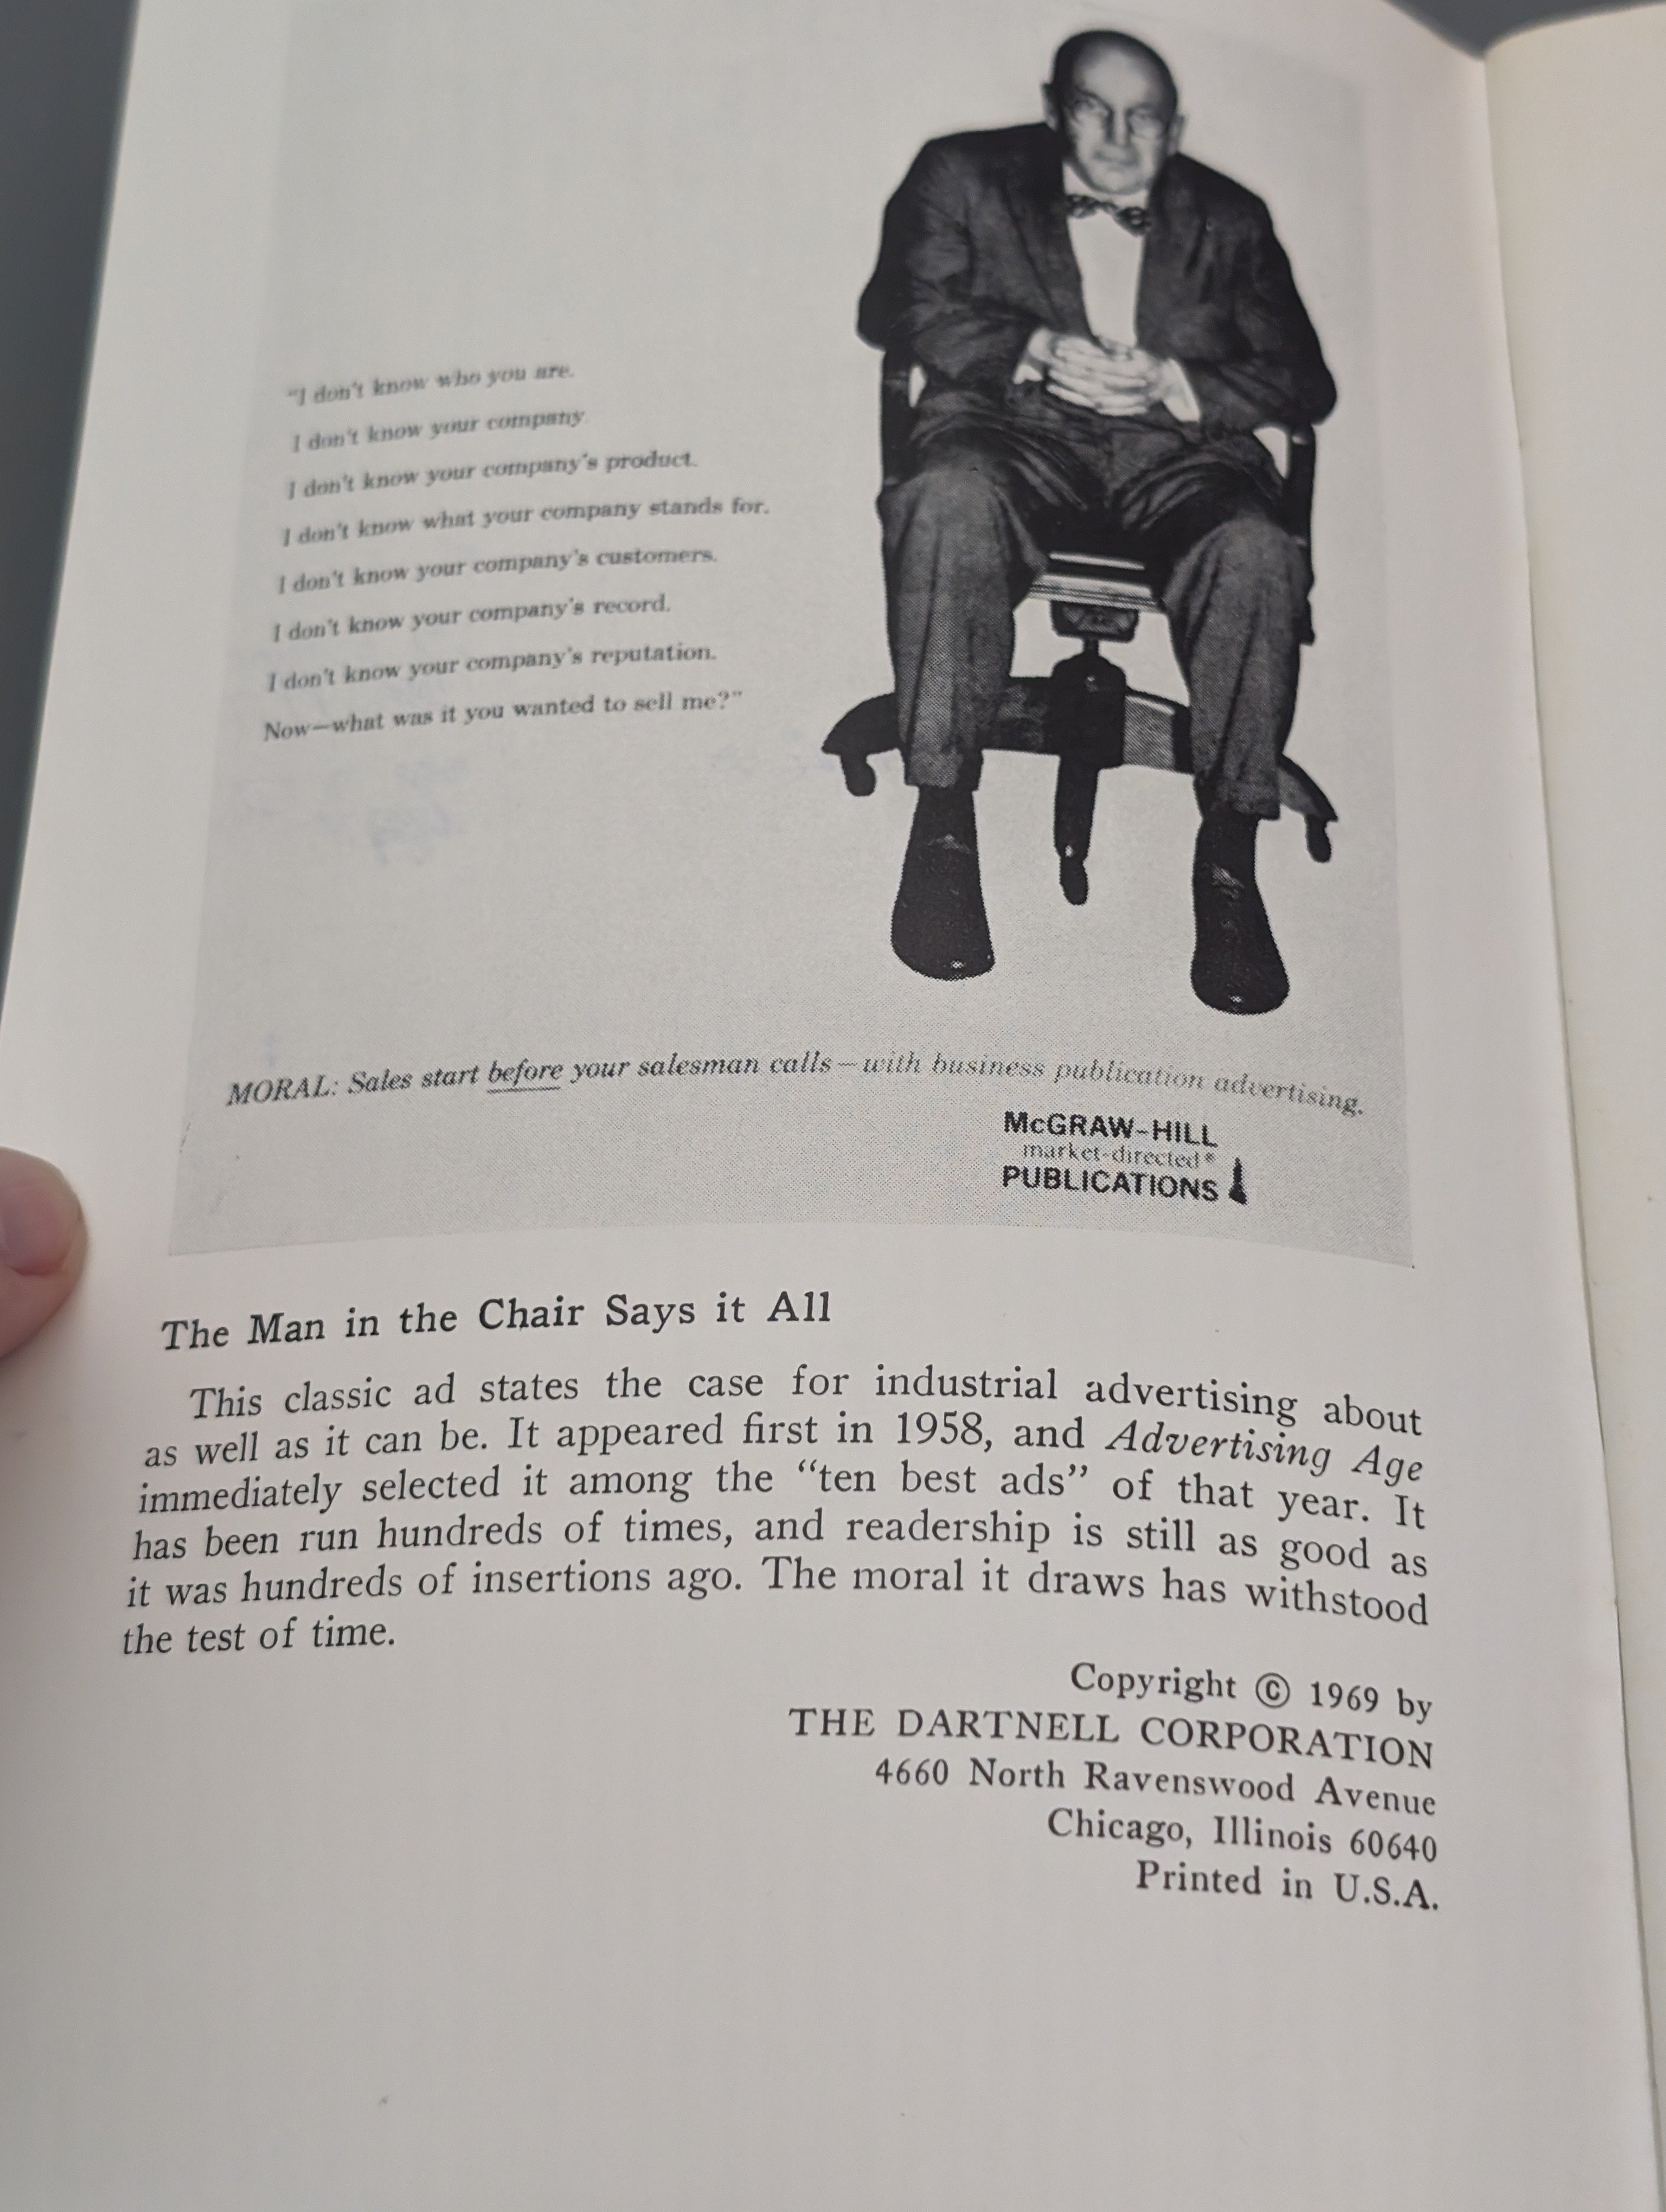 "I don't know who you are.
I don't know your company.
I don't know your company's product.
I don't know what your company stands for.
I don't know your company's customers.
I don't know your company's record.
I don't know your company's reputation.
Now—what was it you wanted to sell me?"
MORAL: Sales start before your salesman calls—with business publication advertising.
McGRAW-HILL
market-directed®
PUBLICATIONS
The Man in the Chair Says it All
This classic ad states the case for industrial advertising about
as well as it can be. It appeared first in 1958, and Advertising Age
immediately selected it among the "ten best ads" of that year. It
has been run hundreds of times, and readership is still as good as
it was hundreds of insertions ago. The moral it draws has withstood
the test of time.
Copyright © 1969 by
THE DARTNELL CORPORATION
4660 North Ravenswood Avenue
Chicago, Illinois 60640
Printed in U.S.A.